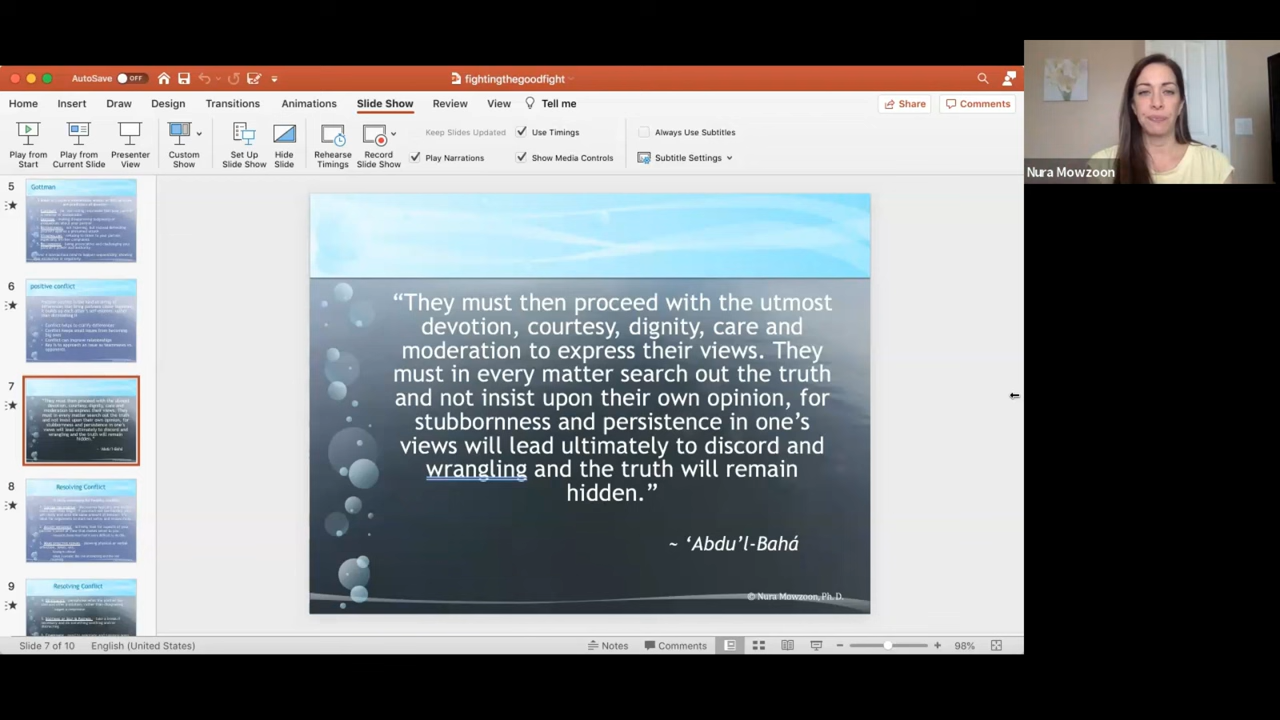 AutoSave OFF
fightingthegoodfight
Home Insert Draw Design Transitions Animations Slide Show Review View Tell me Share Comments
Play from Start
Play from Current Slide
Presenter View
Custom Show
Set Up Slide Show
Hide Slide
Rehearse Timings
Record Slide Show
Keep Slides Updated
Use Timings
Play Narrations
Show Media Controls
Always Use Subtitles
Subtitle Settings
Nura Mowzoon
5
Gottman
6
positive conflict
7
8
Resolving Conflict
9
Resolving Conflict
“They must then proceed with the utmost
devotion, courtesy, dignity, care and
moderation to express their views. They
must in every matter search out the truth
and not insist upon their own opinion, for
stubbornness and persistence in one’s
views will lead ultimately to discord and
wrangling and the truth will remain
hidden.”
~ ‘Abdu’l-Bahá
© Nura Mowzoon, Ph. D.
Slide 7 of 10 English (United States) Notes Comments 98%